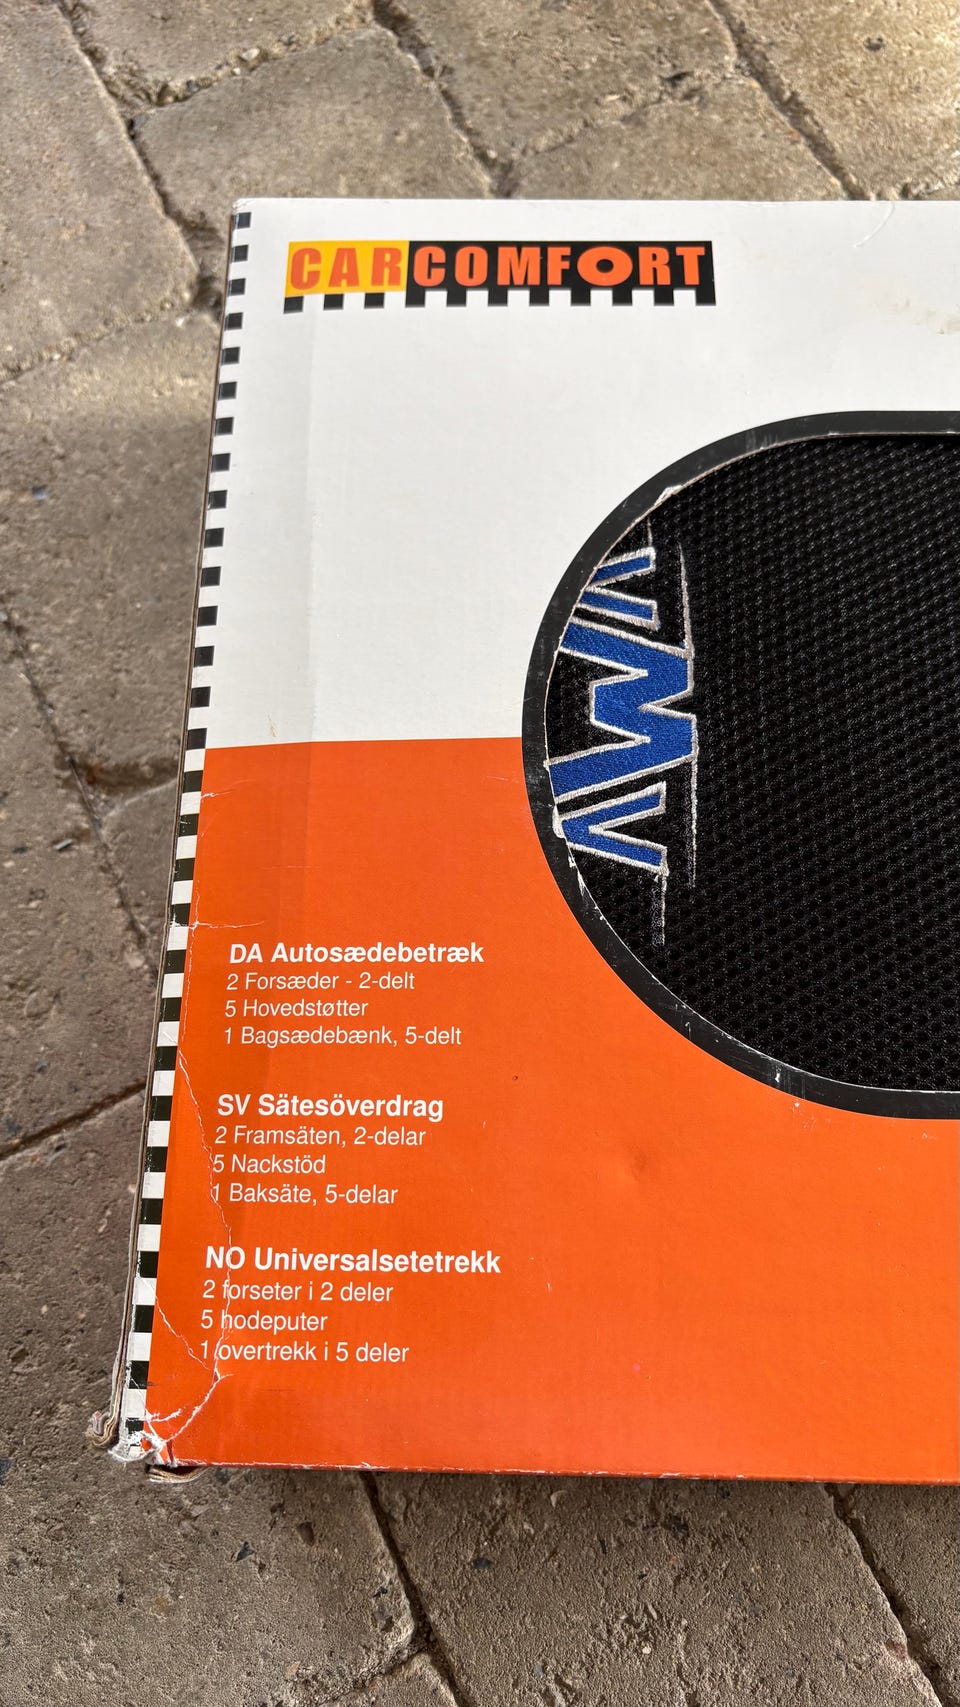 CARCOMFORT
DA Autosædebetræk
2 Forsæder - 2-delt
5 Hovedstøtter
1 Bagsædebænk, 5-delt
SV Sätesöverdrag
2 Framsäten, 2-delar
5 Nackstöd
1 Baksäte, 5-delar
NO Universalsetetrekk
2 forseter i 2 deler
5 hodeputer
1 overtrekk i 5 deler